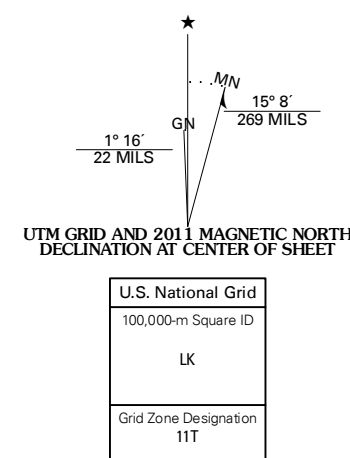 ★
MN
GN
15° 8´
269 MILS
1° 16´
22 MILS
UTM GRID AND 2011 MAGNETIC NORTH
DECLINATION AT CENTER OF SHEET
U.S. National Grid
100,000-m Square ID
LK
Grid Zone Designation
11T